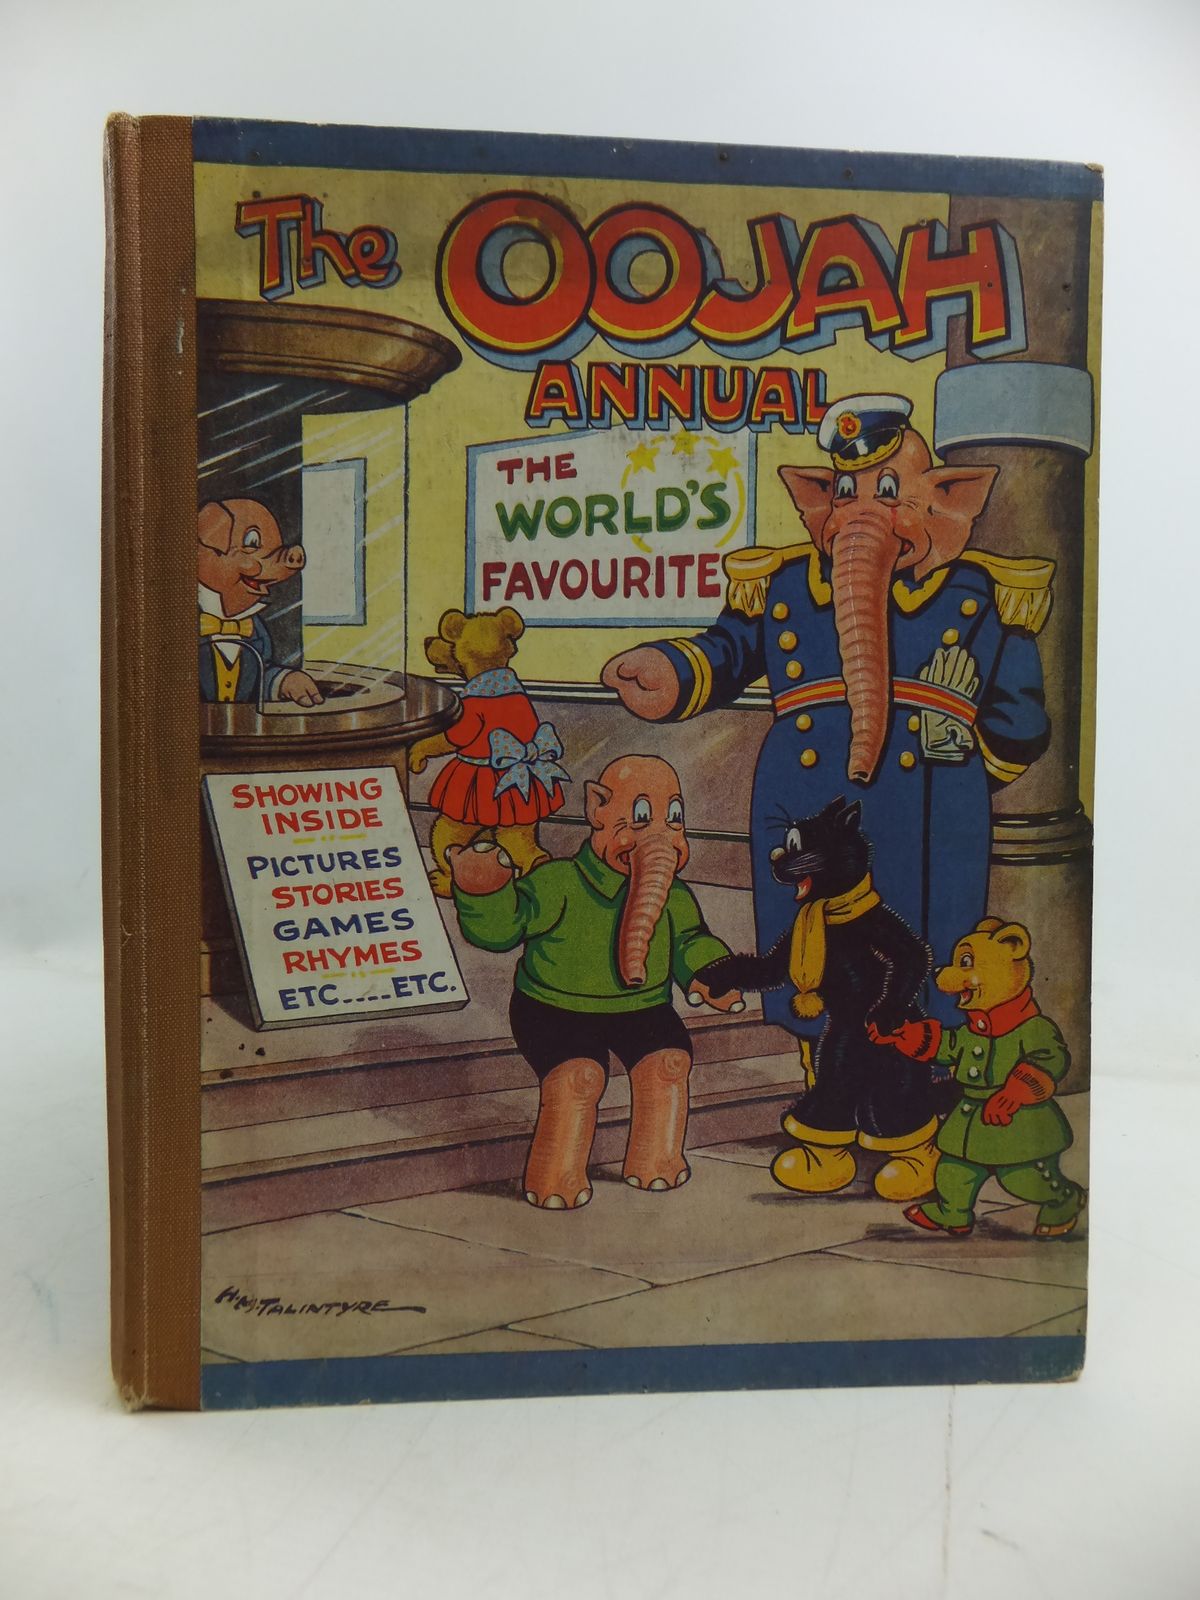 The OOJAH
ANNUAL
THE
WORLD'S
FAVOURITE
SHOWING
INSIDE
PICTURES
STORIES
GAMES
RHYMES
ETC....ETC.
H.M.TALINTYRE